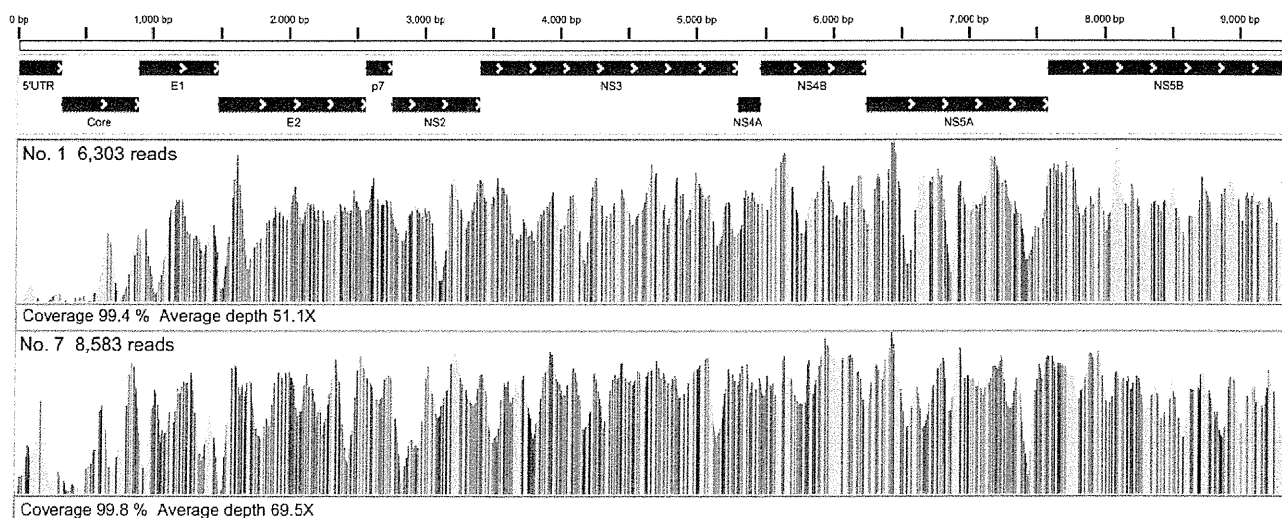 0 bp 1,000 bp 2,000 bp 3,000 bp 4,000 bp 5,000 bp 6,000 bp 7,000 bp 8,000 bp 9,000 bp
5'UTR E1 p7 NS3 NS4B NS5B
Core E2 NS2 NS4A NS5A
No. 1 6,303 reads
Coverage 99.4 % Average depth 51.1X
No. 7 8,583 reads
Coverage 99.8 % Average depth 69.5X